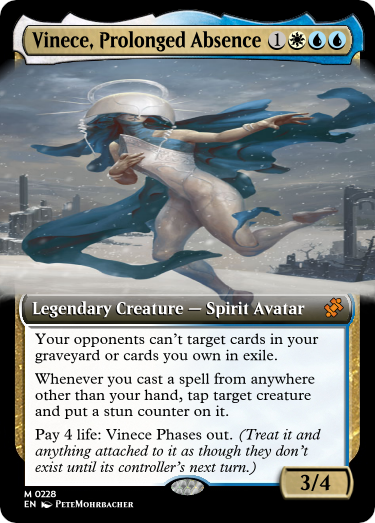 Vinece, Prolonged Absence 1
Legendary Creature — Spirit Avatar
Your opponents can't target cards in your
graveyard or cards you own in exile.
Whenever you cast a spell from anywhere
other than your hand, tap target creature
and put a stun counter on it.
Pay 4 life: Vinece Phases out. (Treat it and
anything attached to it as though they don't
exist until its controller's next turn.)
3/4
M 0228
EN PeteMohrbacher